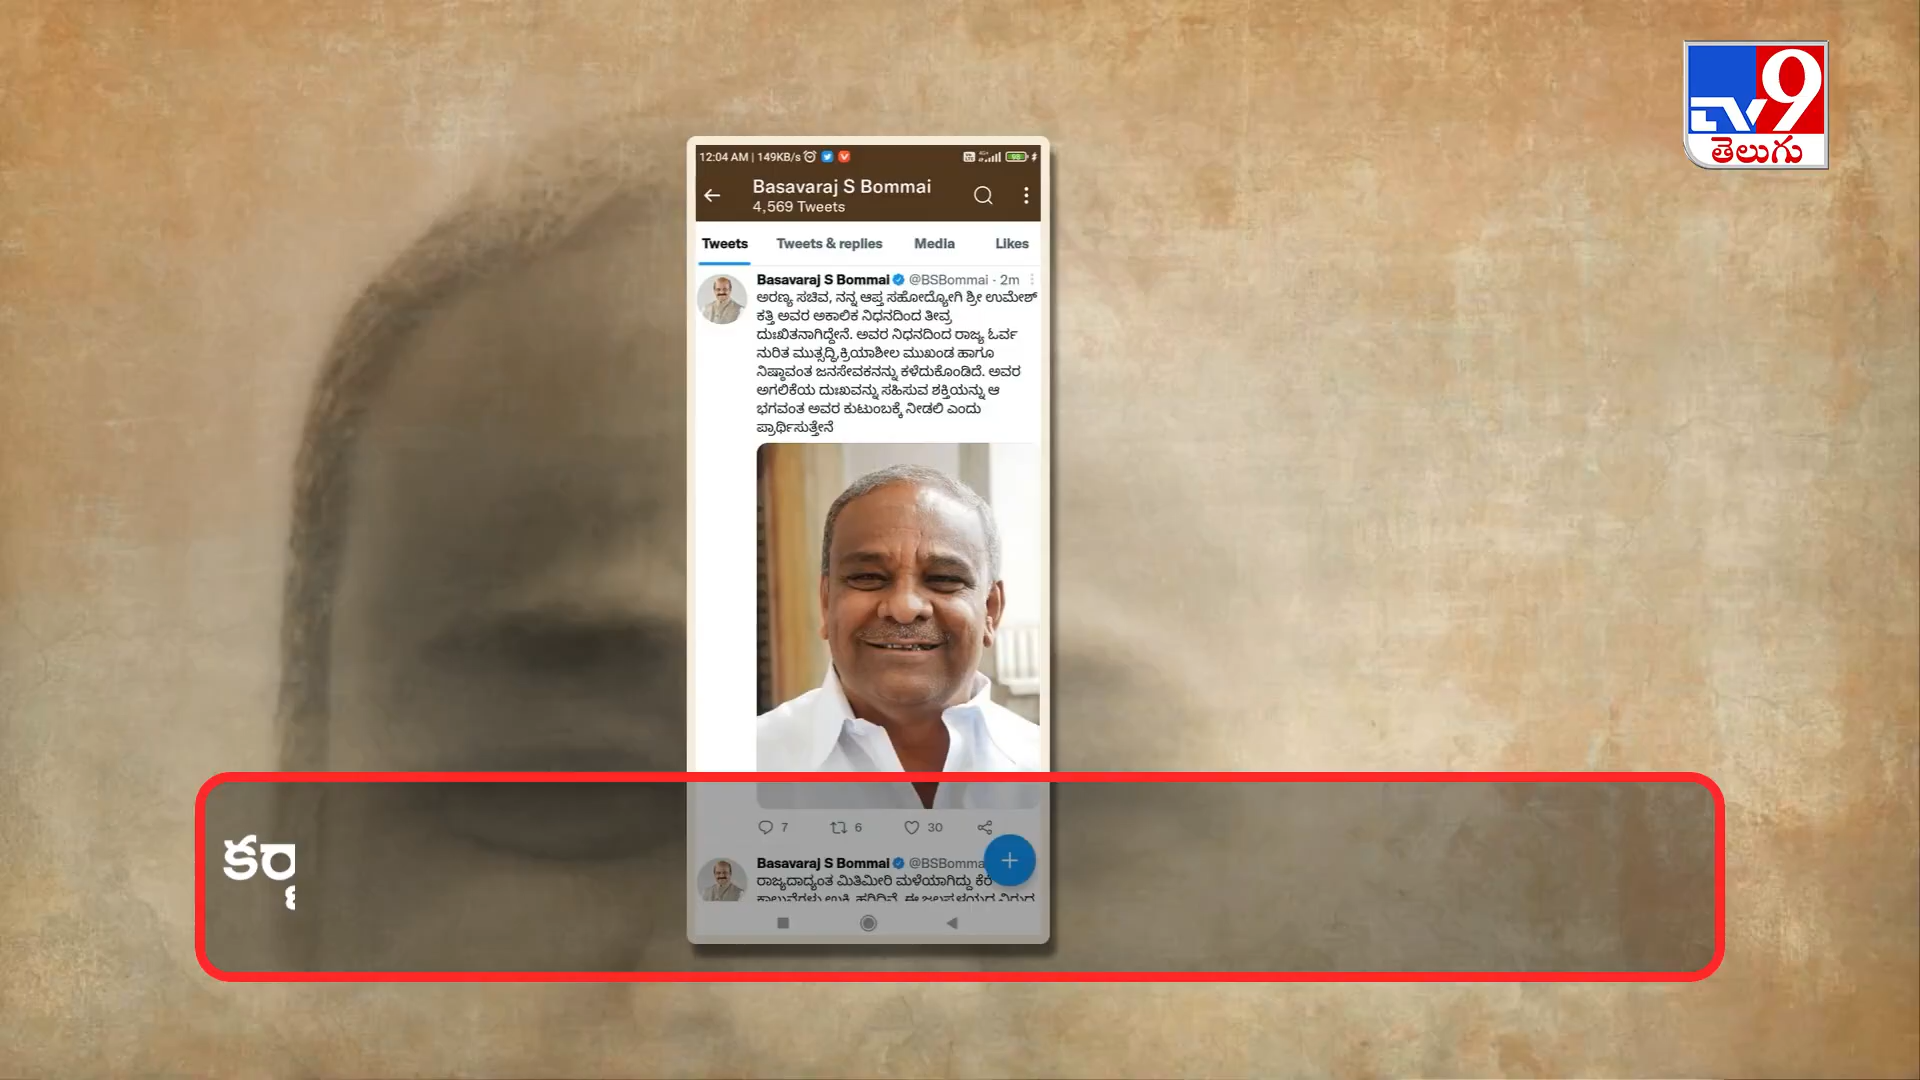 TV9
తెలుగు
12:04 AM | 149KB/s
98
Basavaraj S Bommai
4,569 Tweets
Tweets Tweets & replies Media Likes
Basavaraj S Bommai @BSBommai · 2m
ಅರಣ್ಯ ಸಚಿವ, ನನ್ನ ಆಪ್ತ ಸಹೋದ್ಯೋಗಿ ಶ್ರೀ ಉಮೇಶ್
ಕತ್ತಿ ಅವರ ಅಕಾಲಿಕ ನಿಧನದಿಂದ ತೀವ್ರ
ದುಃಖಿತನಾಗಿದ್ದೇನೆ. ಅವರ ನಿಧನದಿಂದ ರಾಜ್ಯ ಓರ್ವ
ನುರಿತ ಮುತ್ಸದ್ಧಿ,ಕ್ರಿಯಾಶೀಲ ಮುಖಂಡ ಹಾಗೂ
ನಿಷ್ಠಾವಂತ ಜನಸೇವಕನನ್ನು ಕಳೆದುಕೊಂಡಿದೆ. ಅವರ
ಅಗಲಿಕೆಯ ದುಃಖವನ್ನು ಸಹಿಸುವ ಶಕ್ತಿಯನ್ನು ಆ
ಭಗವಂತ ಅವರ ಕುಟುಂಬಕ್ಕೆ ನೀಡಲಿ ಎಂದು
ಪ್ರಾರ್ಥಿಸುತ್ತೇನೆ
7 6 30
Basavaraj S Bommai @BSBomma
ರಾಜ್ಯದಾದ್ಯಂತ ಮಿತಿಮೀರಿ ಮಳೆಯಾಗಿದ್ದು ಕೆರೆ